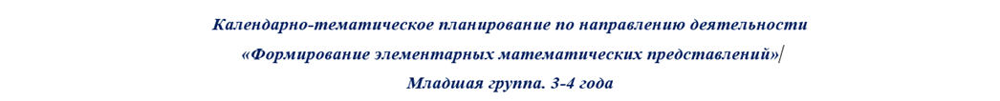 Календарно-тематическое планирование по направлению деятельности
«Формирование элементарных математических представлений»
Младшая группа. 3-4 года